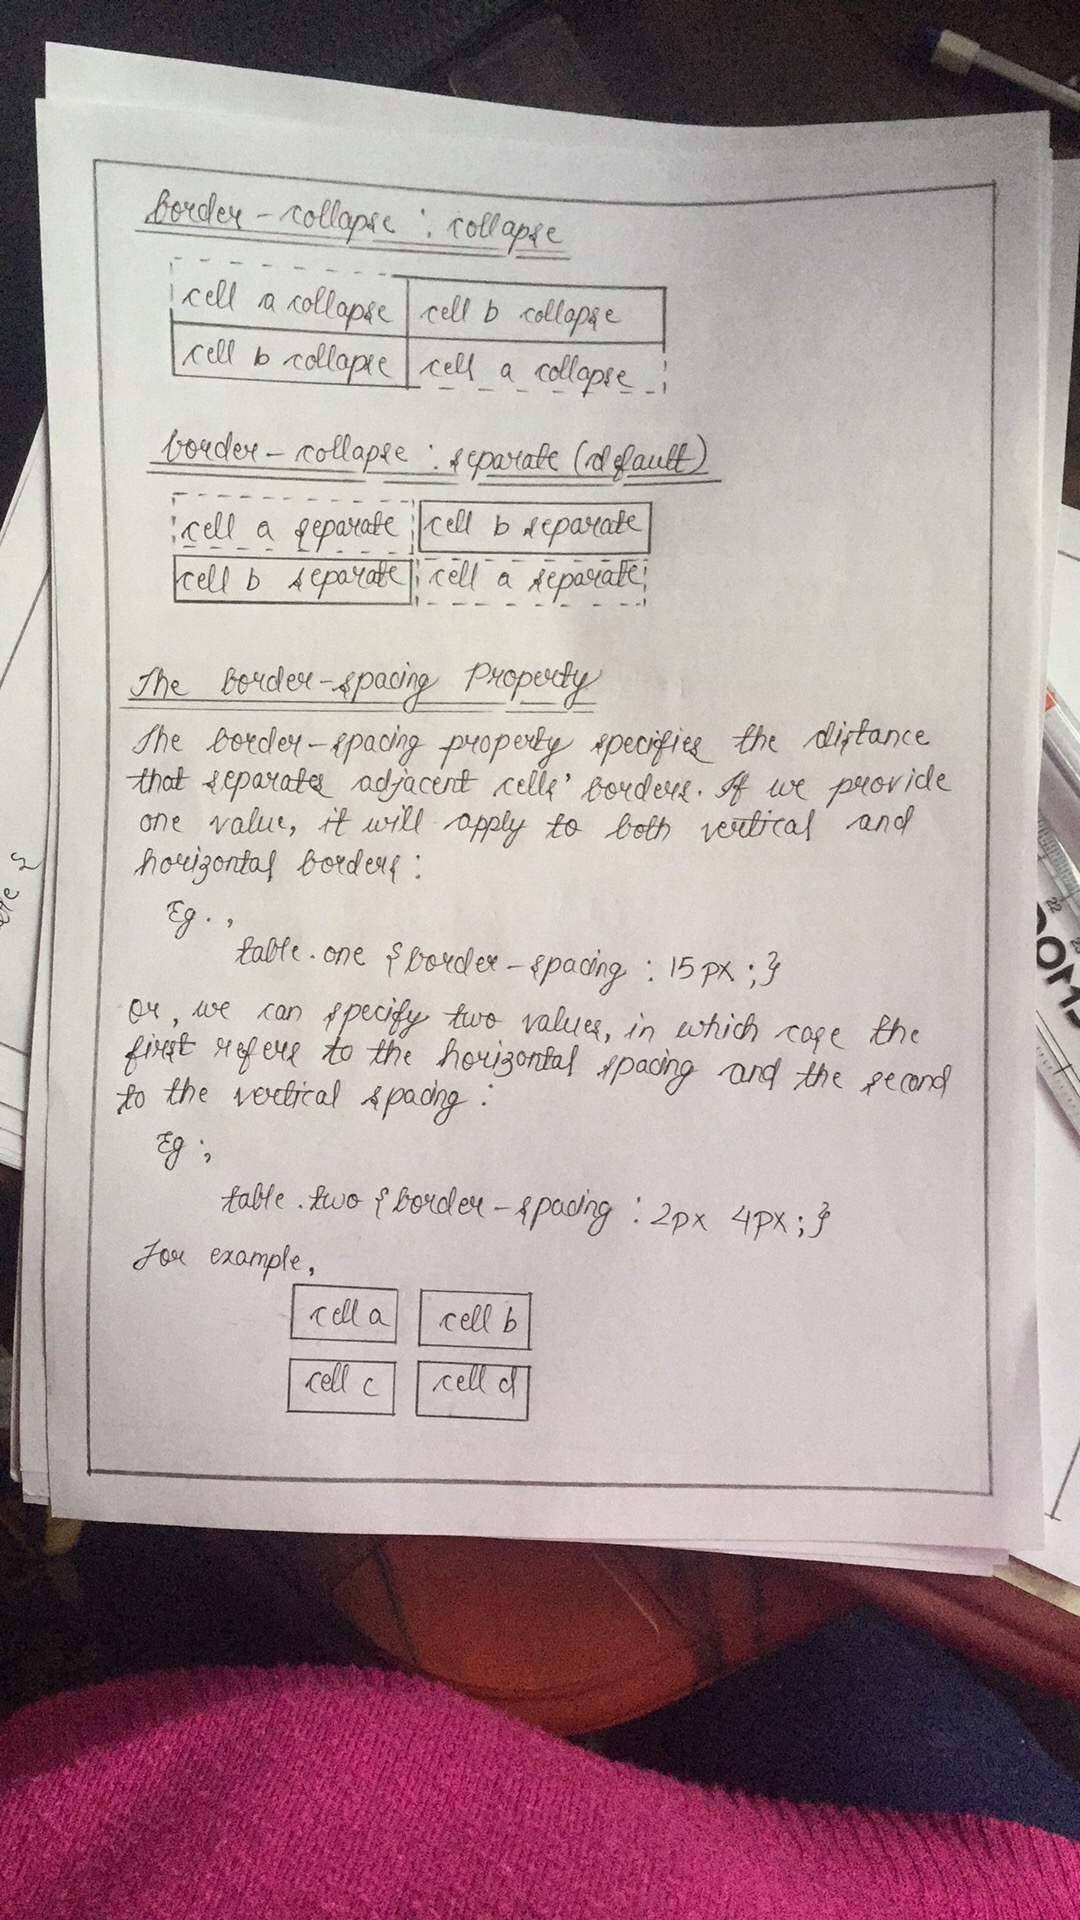 border-collapse : collapse
cell a collapse cell b collapse
cell b collapse cell a collapse
border-collapse : separate (default)
cell a separate cell b separate
cell b separate cell a separate
The border-spacing Property
The border-spacing property specifies the distance
that separates adjacent cells' borders. If we provide
one value, it will apply to both vertical and
horizontal borders :
Eg.,
table.one {border-spacing : 15px ;}
Or, we can specify two values, in which case the
first refers to the horizontal spacing and the second
to the vertical spacing :
Eg :,
table.two {border-spacing : 2px 4px ;}
For example,
cell a cell b
cell c cell d